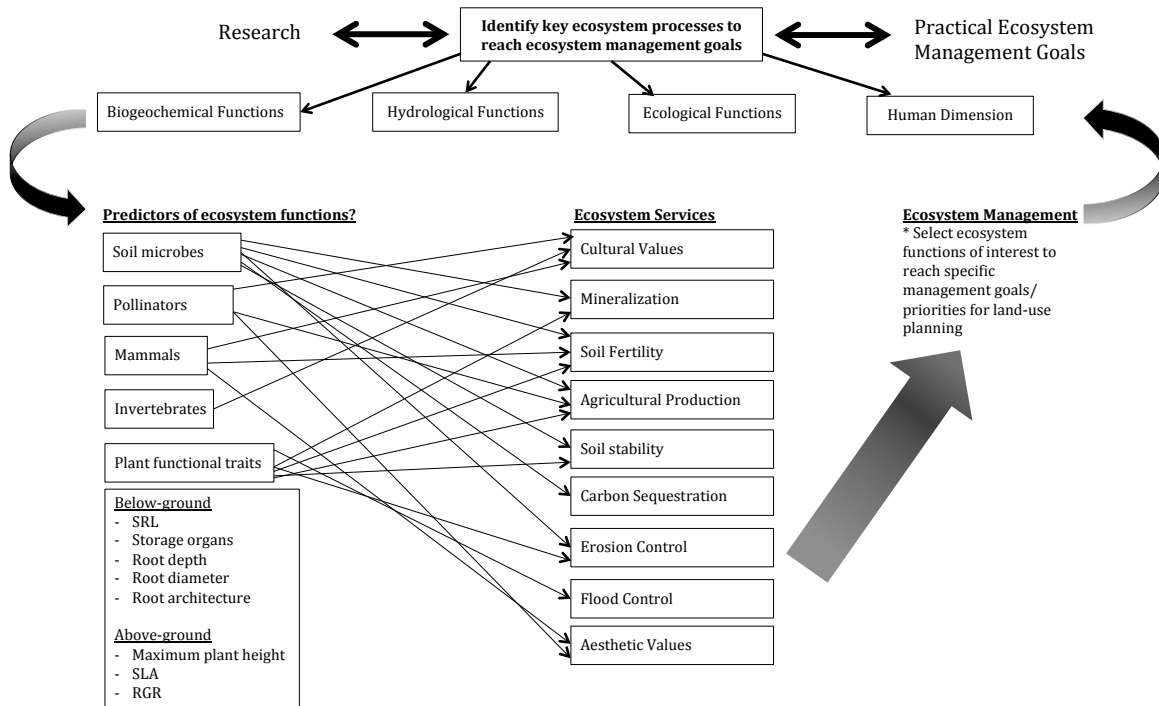 Research
Identify key ecosystem processes to
reach ecosystem management goals
Practical Ecosystem
Management Goals
Biogeochemical Functions
Hydrological Functions
Ecological Functions
Human Dimension
Predictors of ecosystem functions?
Soil microbes
Pollinators
Mammals
Invertebrates
Plant functional traits
Below-ground
- SRL
- Storage organs
- Root depth
- Root diameter
- Root architecture
Above-ground
- Maximum plant height
- SLA
- RGR
Ecosystem Services
Cultural Values
Mineralization
Soil Fertility
Agricultural Production
Soil stability
Carbon Sequestration
Erosion Control
Flood Control
Aesthetic Values
Ecosystem Management
* Select ecosystem
functions of interest to
reach specific
management goals/
priorities for land-use
planning